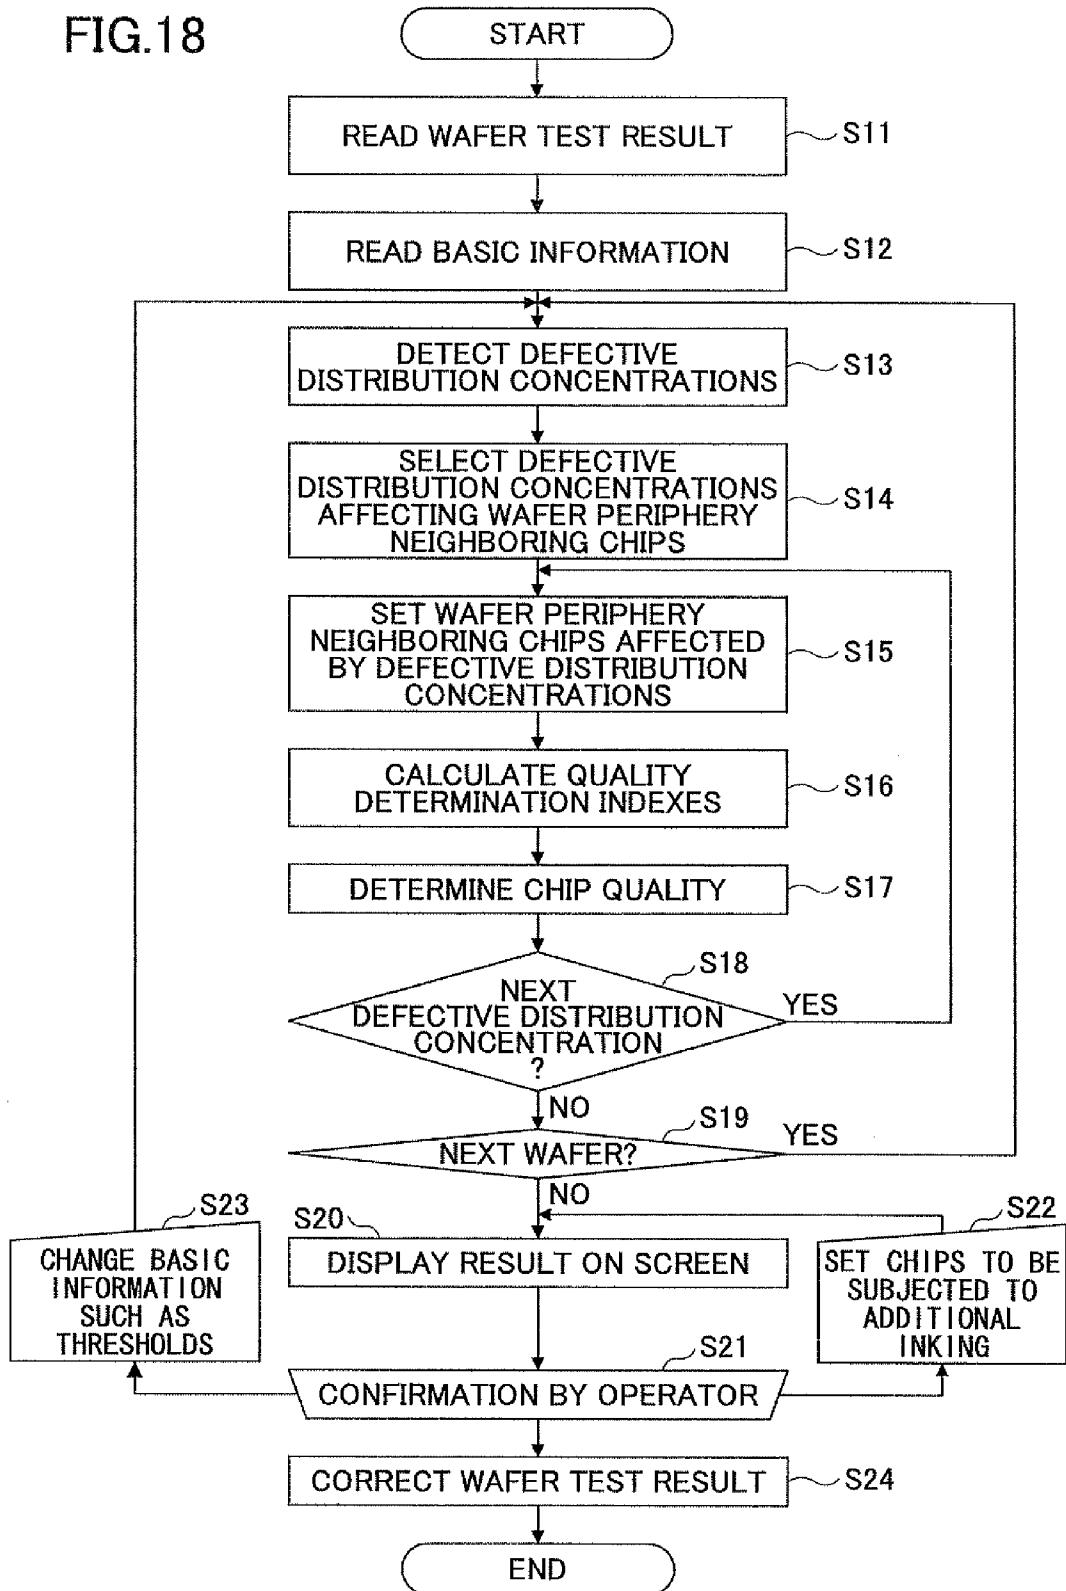 FIG.18
START
READ WAFER TEST RESULT
S11
READ BASIC INFORMATION
S12
DETECT DEFECTIVE
DISTRIBUTION CONCENTRATIONS
S13
SELECT DEFECTIVE
DISTRIBUTION CONCENTRATIONS
AFFECTING WAFER PERIPHERY
NEIGHBORING CHIPS
S14
SET WAFER PERIPHERY
NEIGHBORING CHIPS AFFECTED
BY DEFECTIVE DISTRIBUTION
CONCENTRATIONS
S15
CALCULATE QUALITY
DETERMINATION INDEXES
S16
DETERMINE CHIP QUALITY
S17
S18
NEXT
DEFECTIVE DISTRIBUTION
CONCENTRATION
?
YES
NO
S19
NEXT WAFER?
YES
NO
S23
CHANGE BASIC
INFORMATION
SUCH AS
THRESHOLDS
S20
DISPLAY RESULT ON SCREEN
S22
SET CHIPS TO BE
SUBJECTED TO
ADDITIONAL
INKING
S21
CONFIRMATION BY OPERATOR
CORRECT WAFER TEST RESULT
S24
END